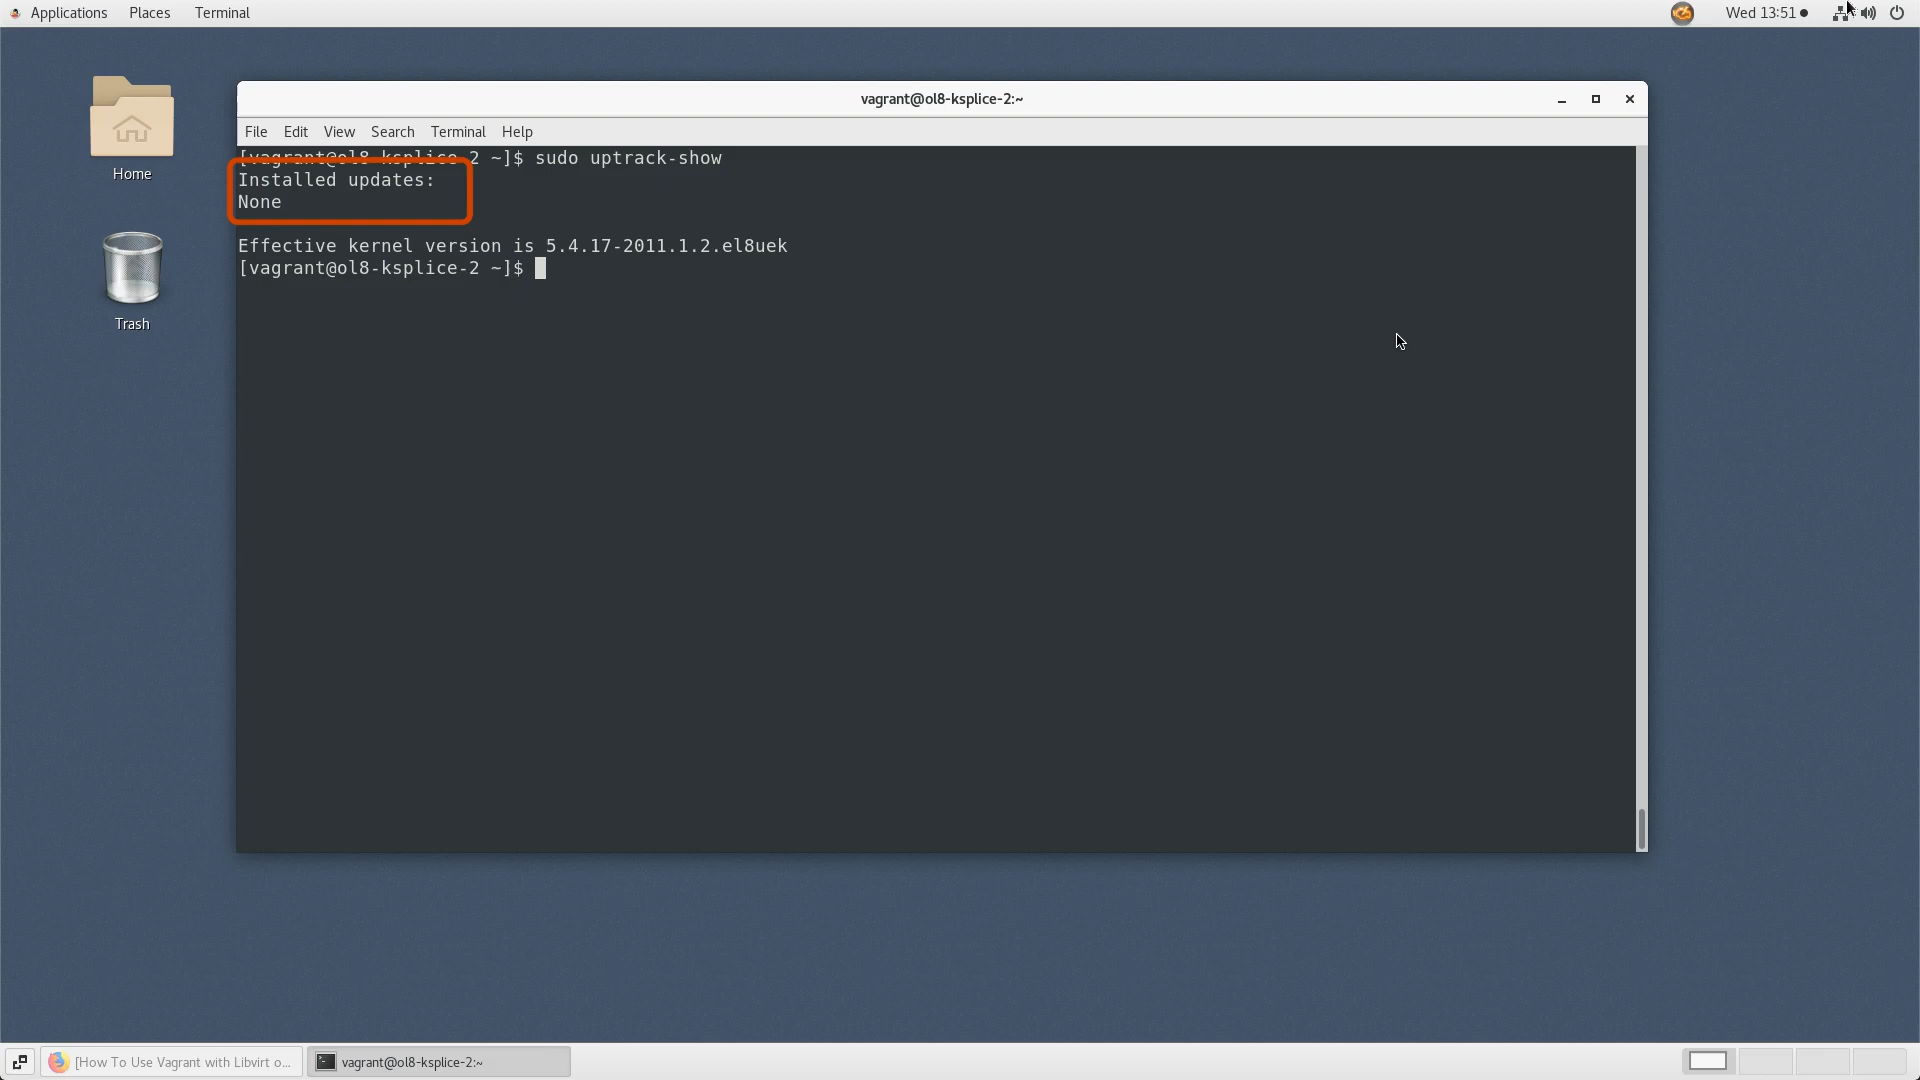 Applications Places Terminal Wed 13:51
Home
Trash
vagrant@ol8-ksplice-2:~
File Edit View Search Terminal Help
[vagrant@ol8-ksplice-2 ~]$ sudo uptrack-show
Installed updates:
None
Effective kernel version is 5.4.17-2011.1.2.el8uek
[vagrant@ol8-ksplice-2 ~]$
[How To Use Vagrant with Libvirt o... vagrant@ol8-ksplice-2:~